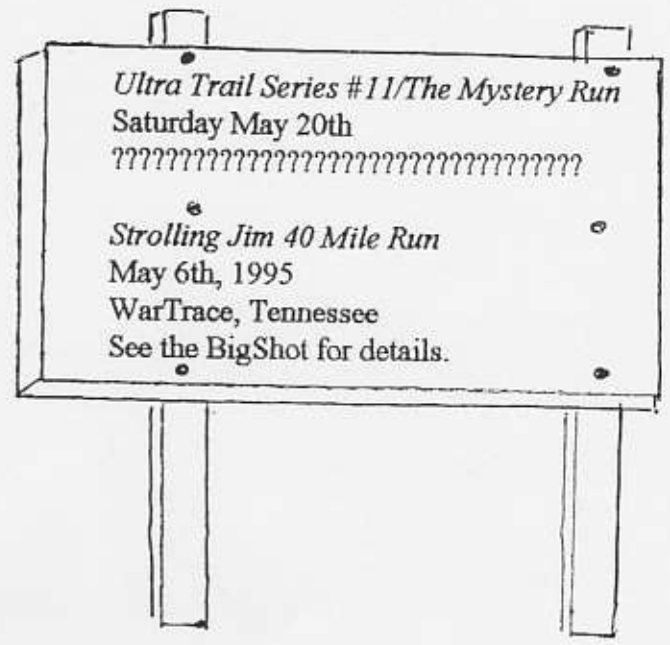 Ultra Trail Series #11/The Mystery Run
Saturday May 20th
???????????????????????????????????
Strolling Jim 40 Mile Run
May 6th, 1995
WarTrace, Tennessee
See the BigShot for details.